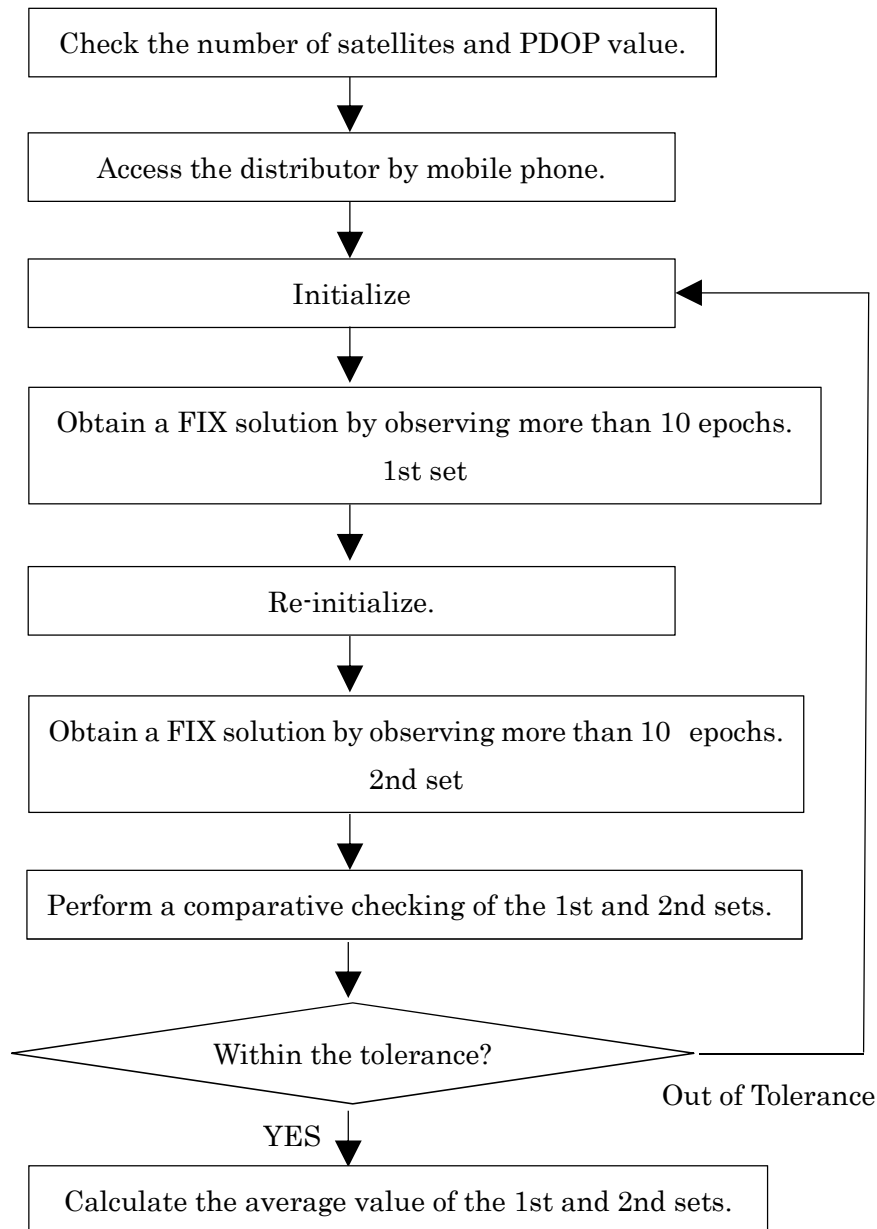 Check the number of satellites and PDOP value.
Access the distributor by mobile phone.
Initialize
Obtain a FIX solution by observing more than 10 epochs.
1st set
Re-initialize.
Obtain a FIX solution by observing more than 10 epochs.
2nd set
Perform a comparative checking of the 1st and 2nd sets.
Within the tolerance?
Out of Tolerance
YES
Calculate the average value of the 1st and 2nd sets.